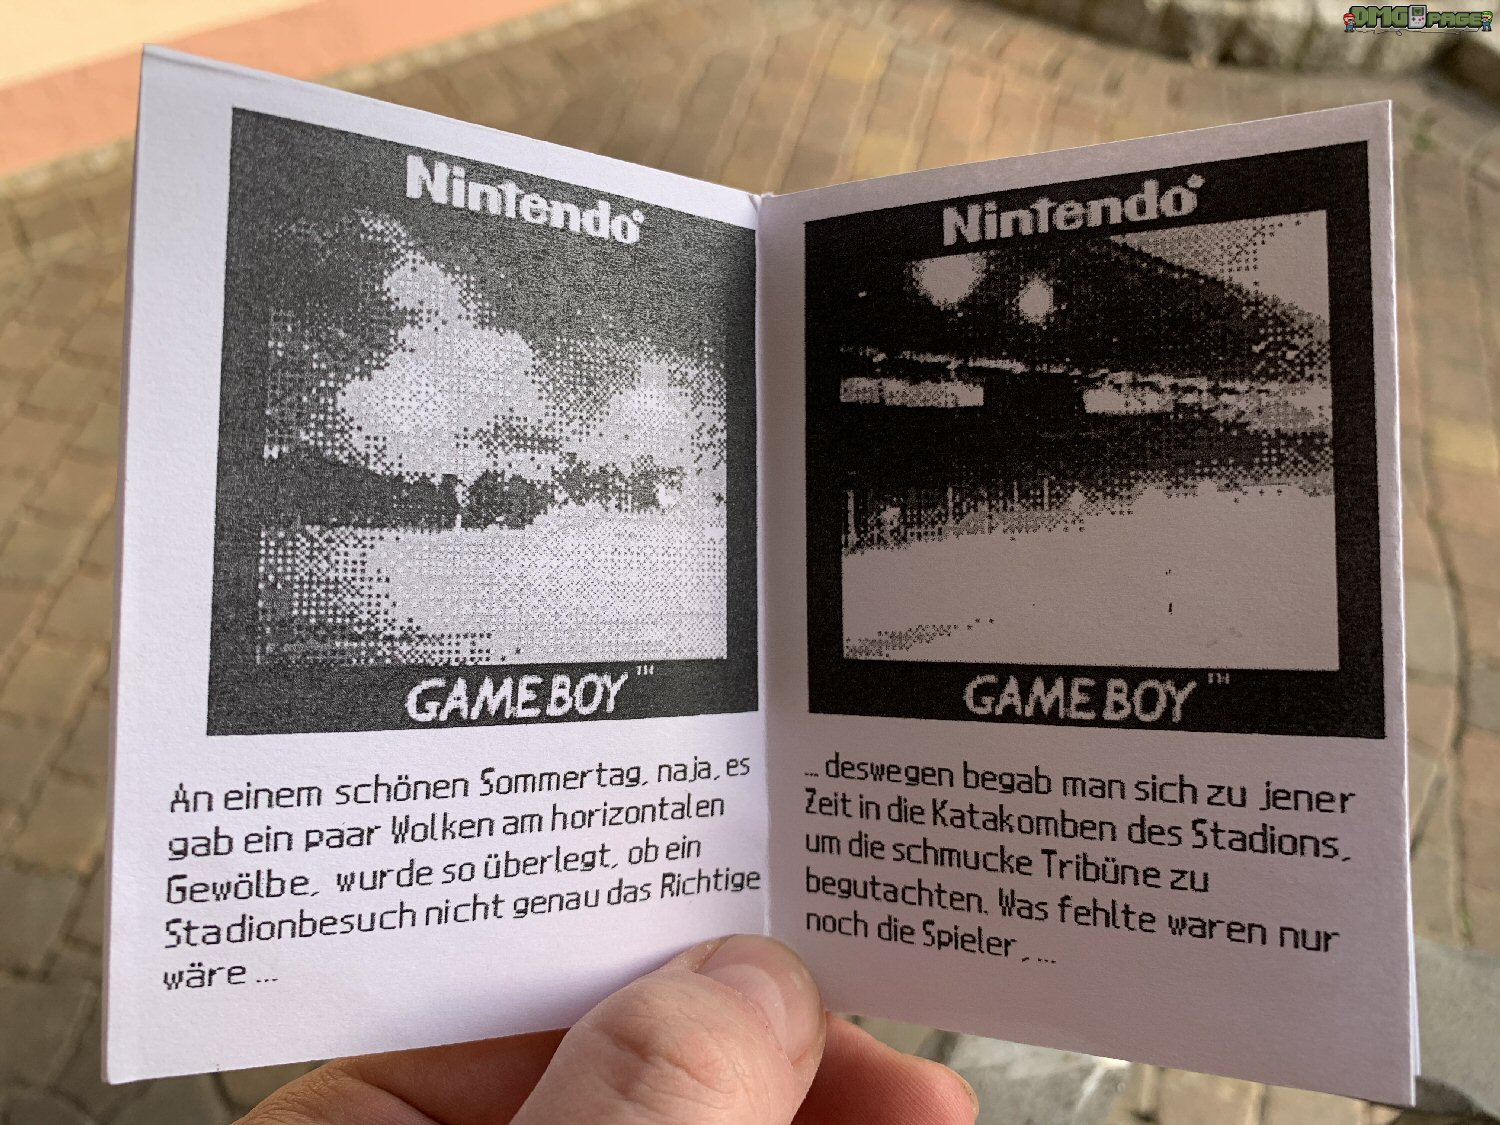 DMG PAGE
Nintendo®
GAME BOY™
An einem schönen Sommertag, naja, es
gab ein paar Wolken am horizontalen
Gewölbe, wurde so überlegt, ob ein
Stadionbesuch nicht genau das Richtige
wäre ...
Nintendo®
GAME BOY™
... deswegen begab man sich zu jener
Zeit in die Katakomben des Stadions,
um die schmucke Tribüne zu
begutachten. Was fehlte waren nur
noch die Spieler, ...